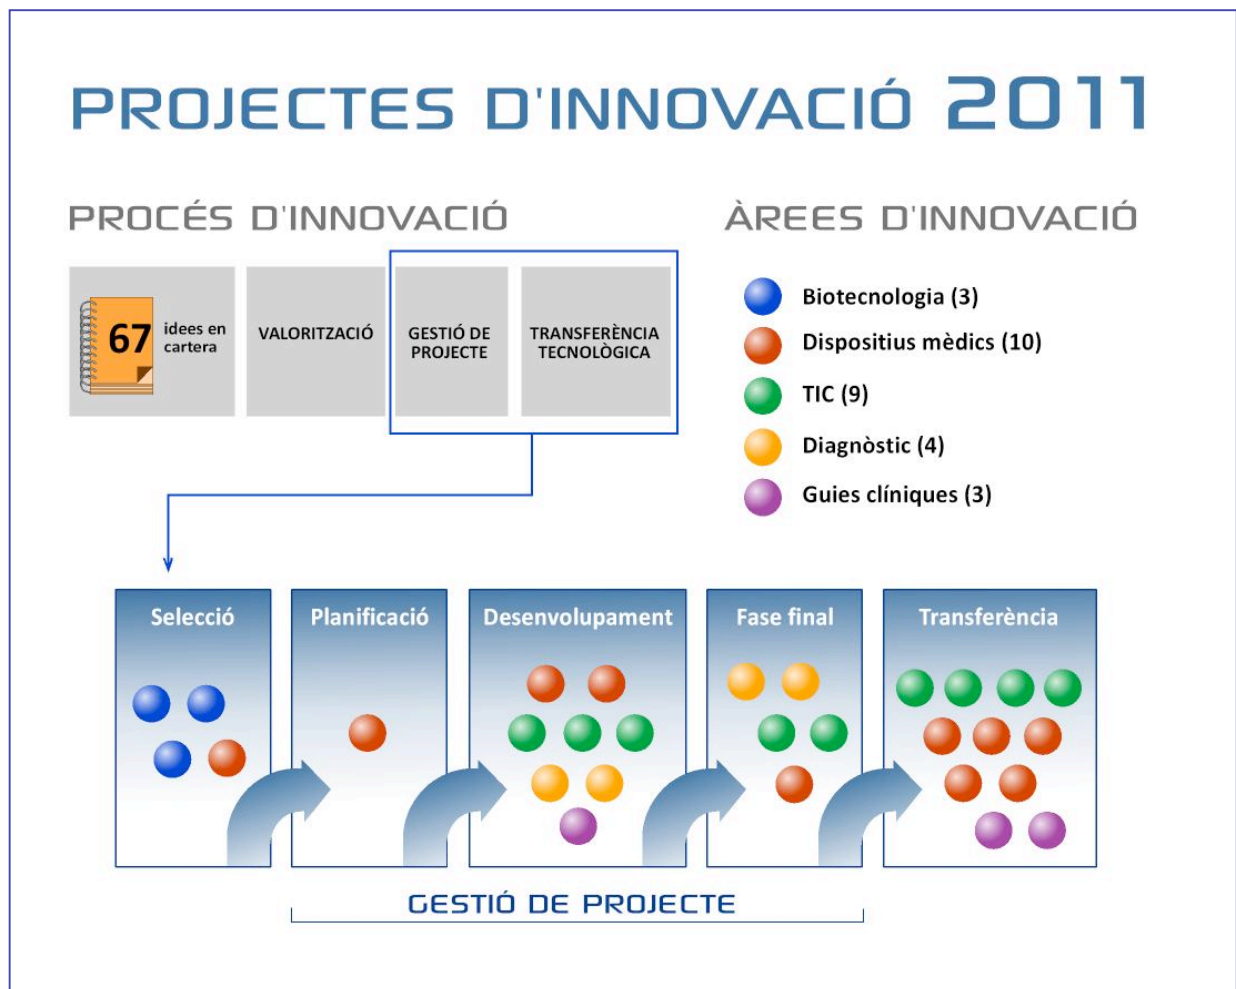 PROJECTES D'INNOVACIÓ 2011
PROCÉS D'INNOVACIÓ
67 idees en
cartera
VALORITZACIÓ
GESTIÓ DE
PROJECTE
TRANSFERÈNCIA
TECNOLÒGICA
ÀREES D'INNOVACIÓ
Biotecnologia (3)
Dispositius mèdics (10)
TIC (9)
Diagnòstic (4)
Guies clíniques (3)
Selecció
Planificació
Desenvolupament
Fase final
Transferència
GESTIÓ DE PROJECTE